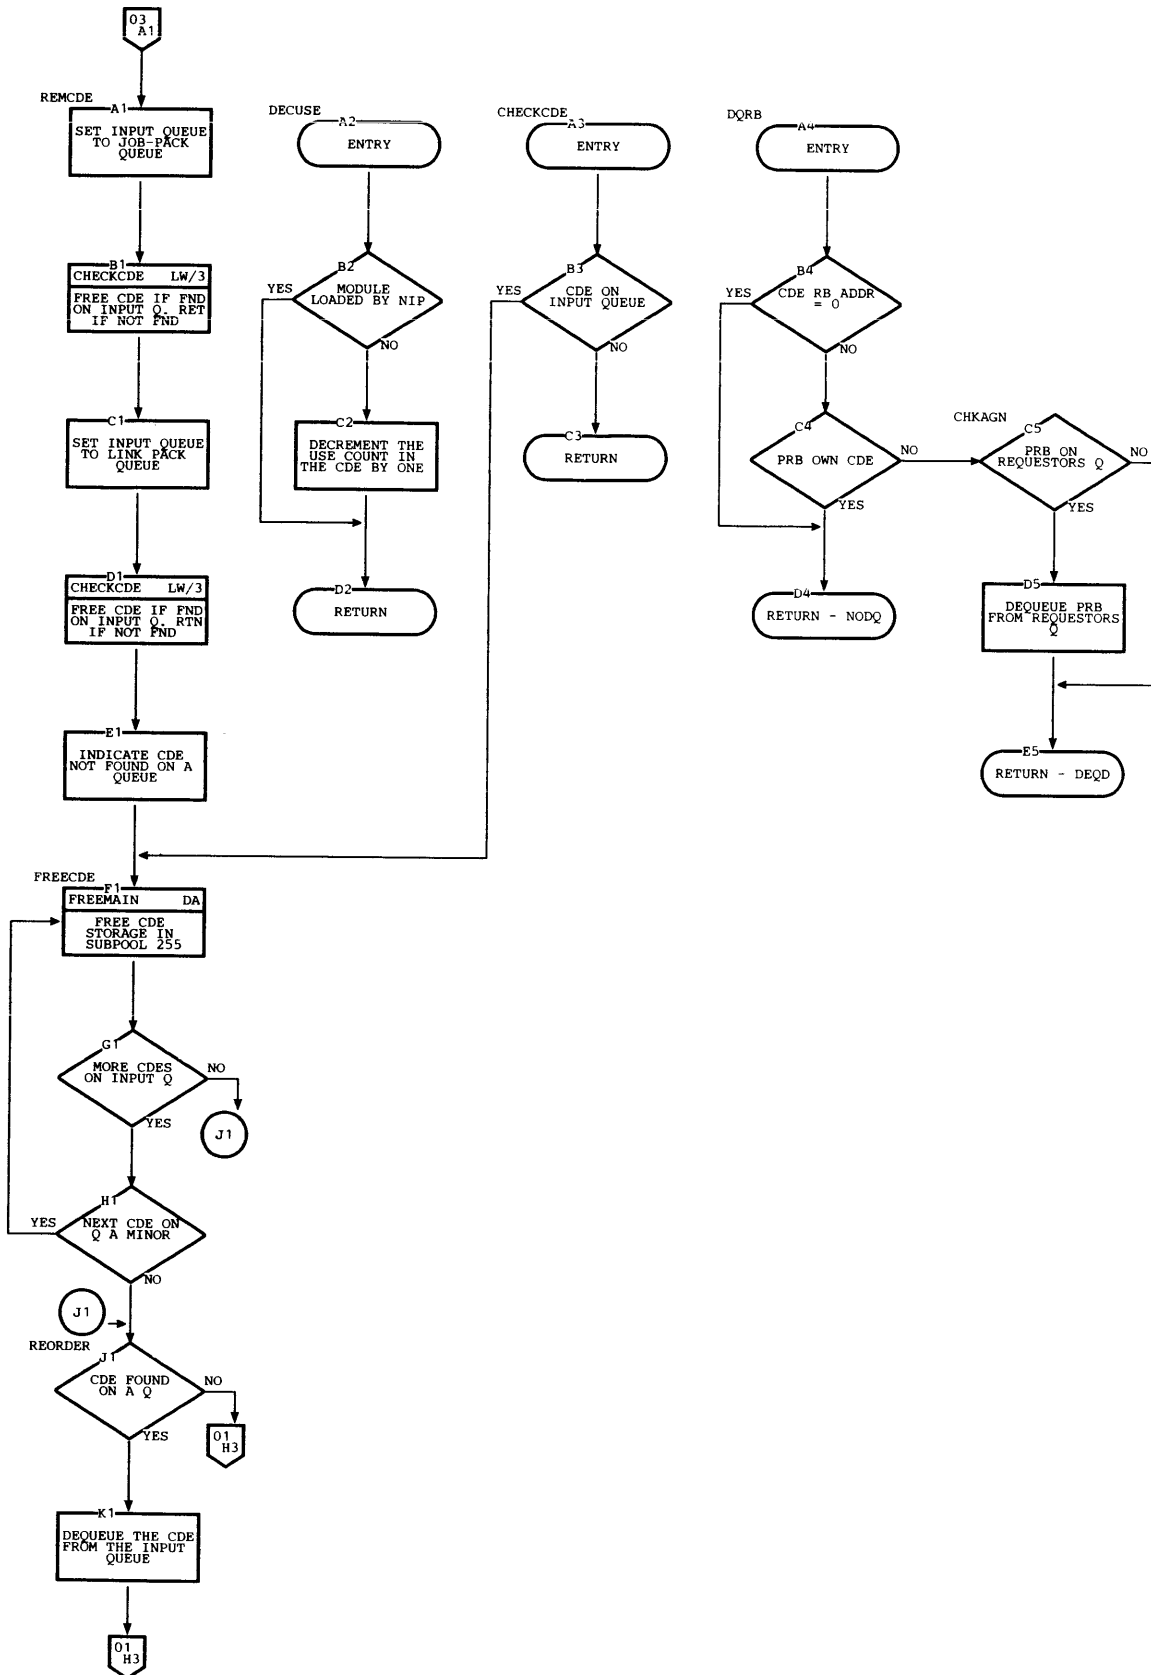 03
A1
REMCDE
A1
SET INPUT QUEUE
TO JOB-PACK
QUEUE
B1
CHECKCDE LW/3
FREE CDE IF FND
ON INPUT Q. RET
IF NOT FND
C1
SET INPUT QUEUE
TO LINK PACK
QUEUE
D1
CHECKCDE LW/3
FREE CDE IF FND
ON INPUT Q. RTN
IF NOT FND
E1
INDICATE CDE
NOT FOUND ON A
QUEUE
FREECDE
F1
FREEMAIN DA
FREE CDE
STORAGE IN
SUBPOOL 255
G1
MORE CDES
ON INPUT Q
NO
J1
YES
H1
YES
NEXT CDE ON
Q A MINOR
NO
J1
REORDER
J1
CDE FOUND
ON A Q
NO
01
H3
YES
K1
DEQUEUE THE CDE
FROM THE INPUT
QUEUE
01
H3
DECUSE
A2
ENTRY
B2
YES
MODULE
LOADED BY NIP
NO
C2
DECREMENT THE
USE COUNT IN
THE CDE BY ONE
D2
RETURN
CHECKCDE
A3
ENTRY
B3
YES
CDE ON
INPUT QUEUE
NO
C3
RETURN
DQRB
A4
ENTRY
B4
YES
CDE RB ADDR
= 0
NO
C4
PRB OWN CDE
NO
YES
D4
RETURN - NODQ
CHKAGN
C5
PRB ON
REQUESTORS Q
NO
YES
D5
DEQUEUE PRB
FROM REQUESTORS
Q
E5
RETURN - DEQD